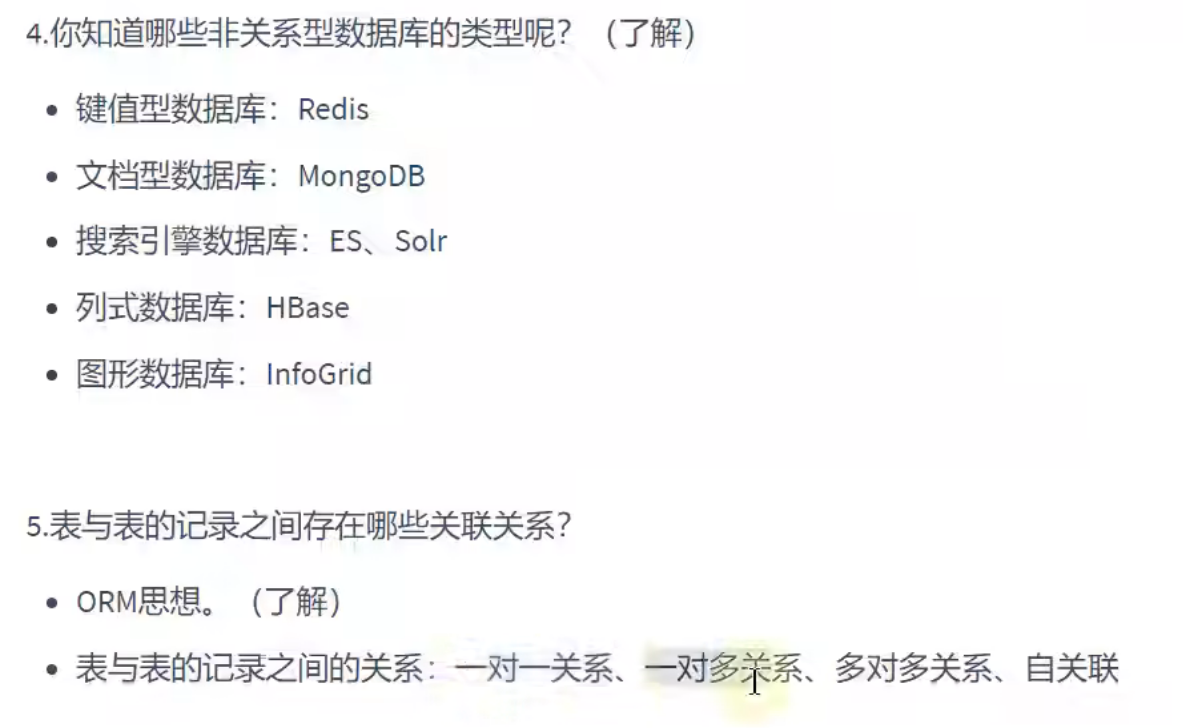 4.你知道哪些非关系型数据库的类型呢？（了解）
• 键值型数据库：Redis
• 文档型数据库：MongoDB
• 搜索引擎数据库：ES、Solr
• 列式数据库：HBase
• 图形数据库：InfoGrid
5.表与表的记录之间存在哪些关联关系？
• ORM思想。（了解）
• 表与表的记录之间的关系：一对一关系、一对多关系、多对多关系、自关联